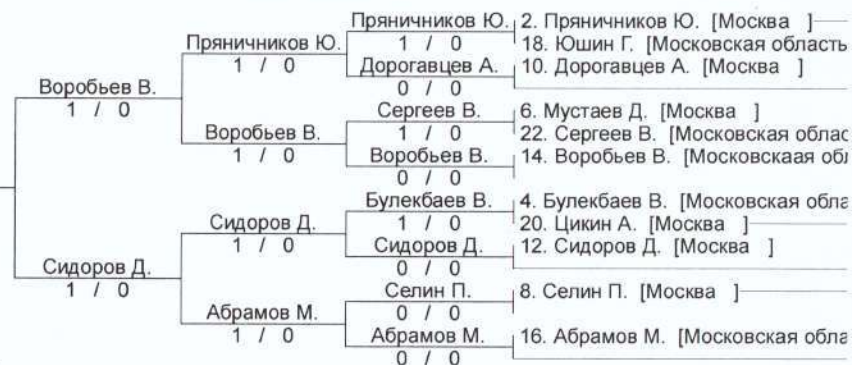 Пряничников Ю. 2. Пряничников Ю. [Москва ]
Пряничников Ю. 1 / 0 18. Юшин Г. [Московская область
1 / 0 Дорогавцев А. 10. Дорогавцев А. [Москва ]
Воробьев В. 0 / 0
1 / 0 Сергеев В. 6. Мустаев Д. [Москва ]
Воробьев В. 1 / 0 22. Сергеев В. [Московская облас
1 / 0 Воробьев В. 14. Воробьев В. [Московскаая обл
0 / 0
Булекбаев В. 4. Булекбаев В. [Московская обла
Сидоров Д. 1 / 0 20. Цикин А. [Москва ]
1 / 0 Сидоров Д. 12. Сидоров Д. [Москва ]
Сидоров Д. 0 / 0
1 / 0 Селин П. 8. Селин П. [Москва ]
Абрамов М. 0 / 0
1 / 0 Абрамов М. 16. Абрамов М. [Московская обла
0 / 0